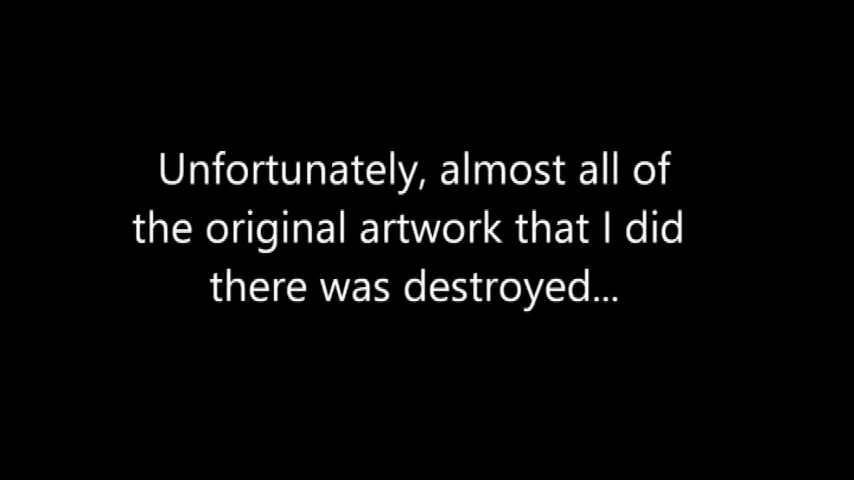 Unfortunately, almost all of
the original artwork that I did
there was destroyed...